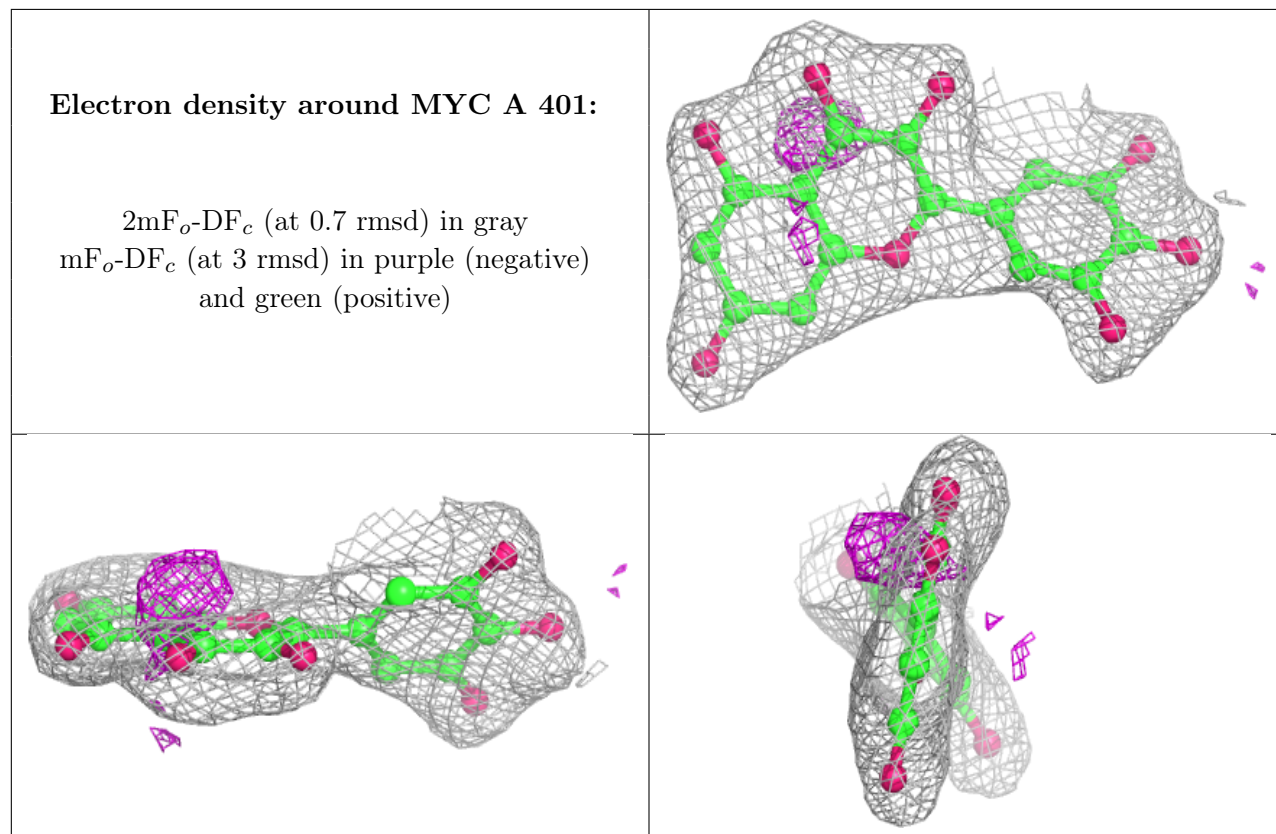 Electron density around MYC A 401:
2mFo-DFc (at 0.7 rmsd) in gray
mFo-DFc (at 3 rmsd) in purple (negative)
and green (positive)